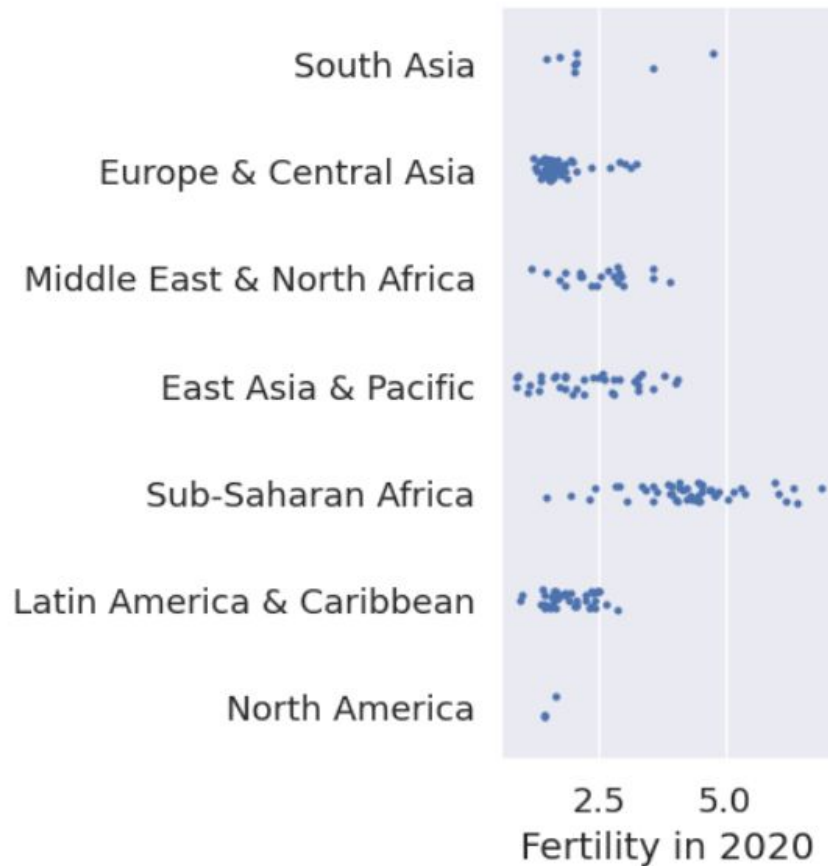 South Asia
Europe & Central Asia
Middle East & North Africa
East Asia & Pacific
Sub-Saharan Africa
Latin America & Caribbean
North America
2.5 5.0
Fertility in 2020